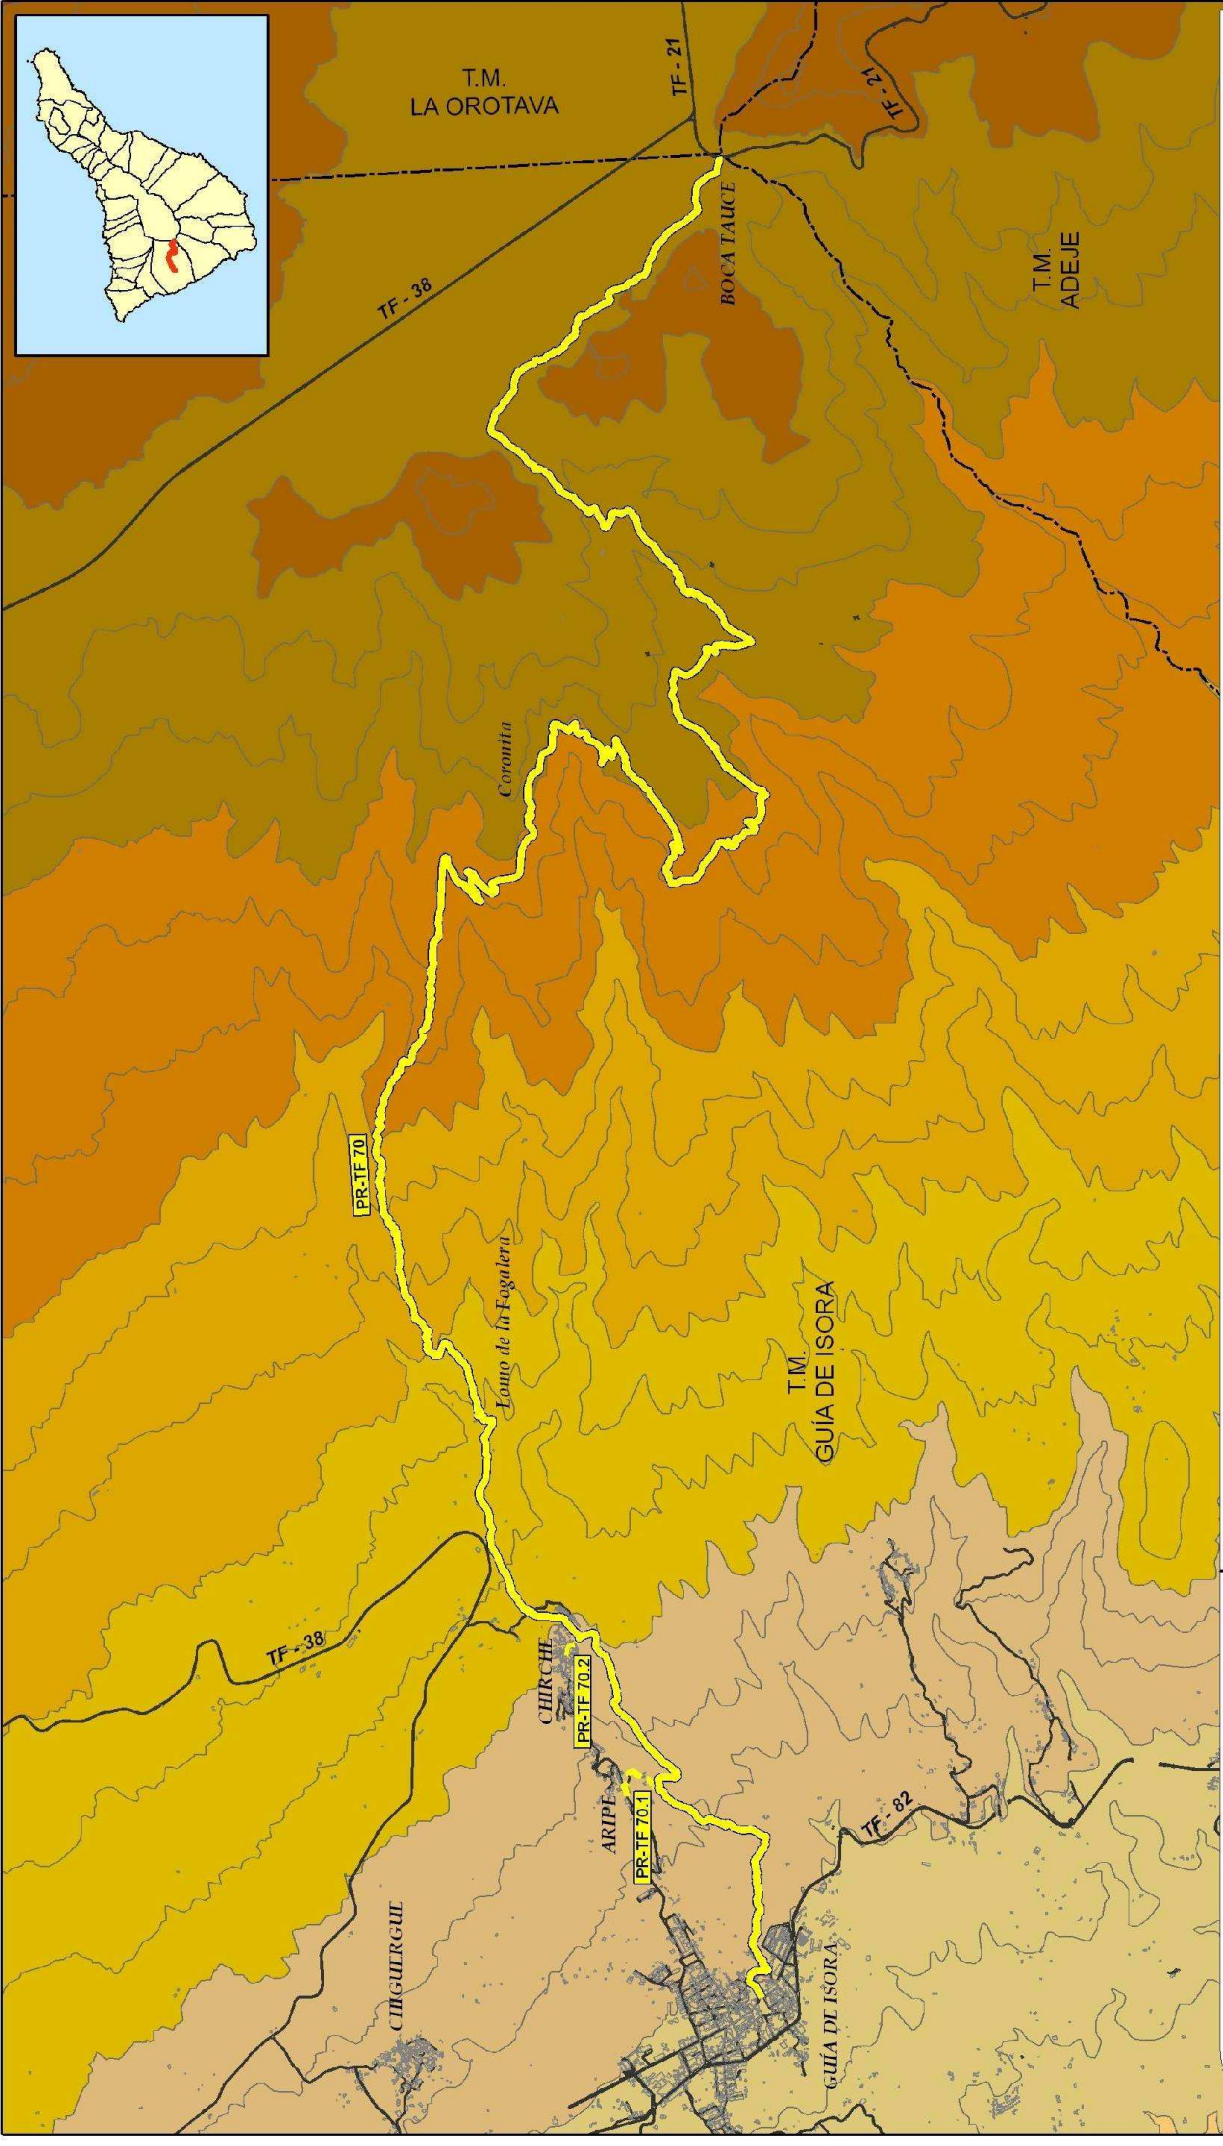 T.M.
LA OROTAVA
TF - 21
TF - 21
TF - 38
BOCA TAUCE
T.M.
ADEJE
Coronita
PR-TF 70
Lomo de la Fogalera
T.M.
GUÍA DE ISORA
TF - 38
CHIRCHE
PR-TF 70.2
ARIPE
PR-TF 70.1
TF - 82
CHIGUERGUE
GUÍA DE ISORA